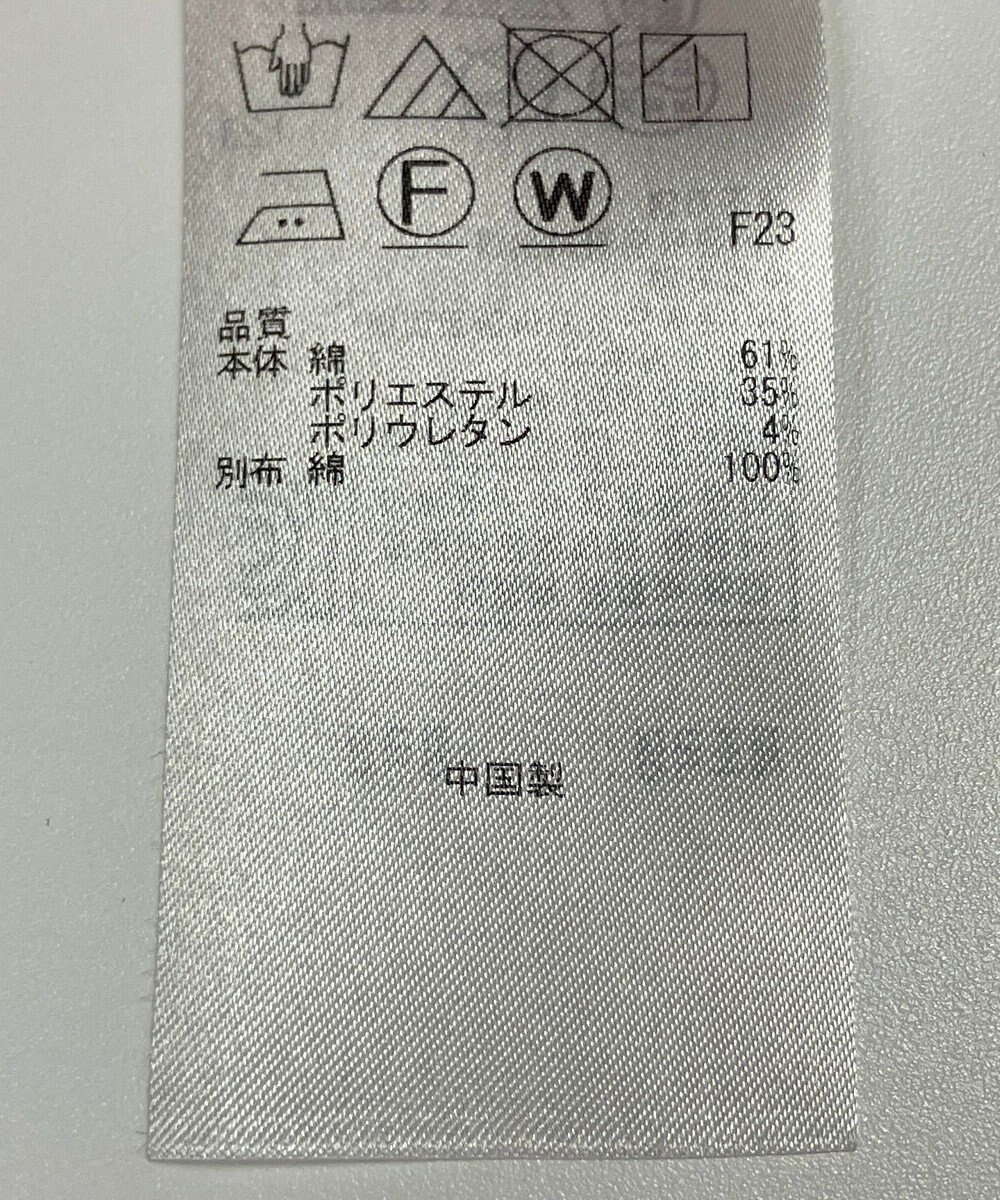 F
W
F23
品質
本体 綿 61%
ポリエステル 35%
ポリウレタン 4%
別布 綿 100%
中国製